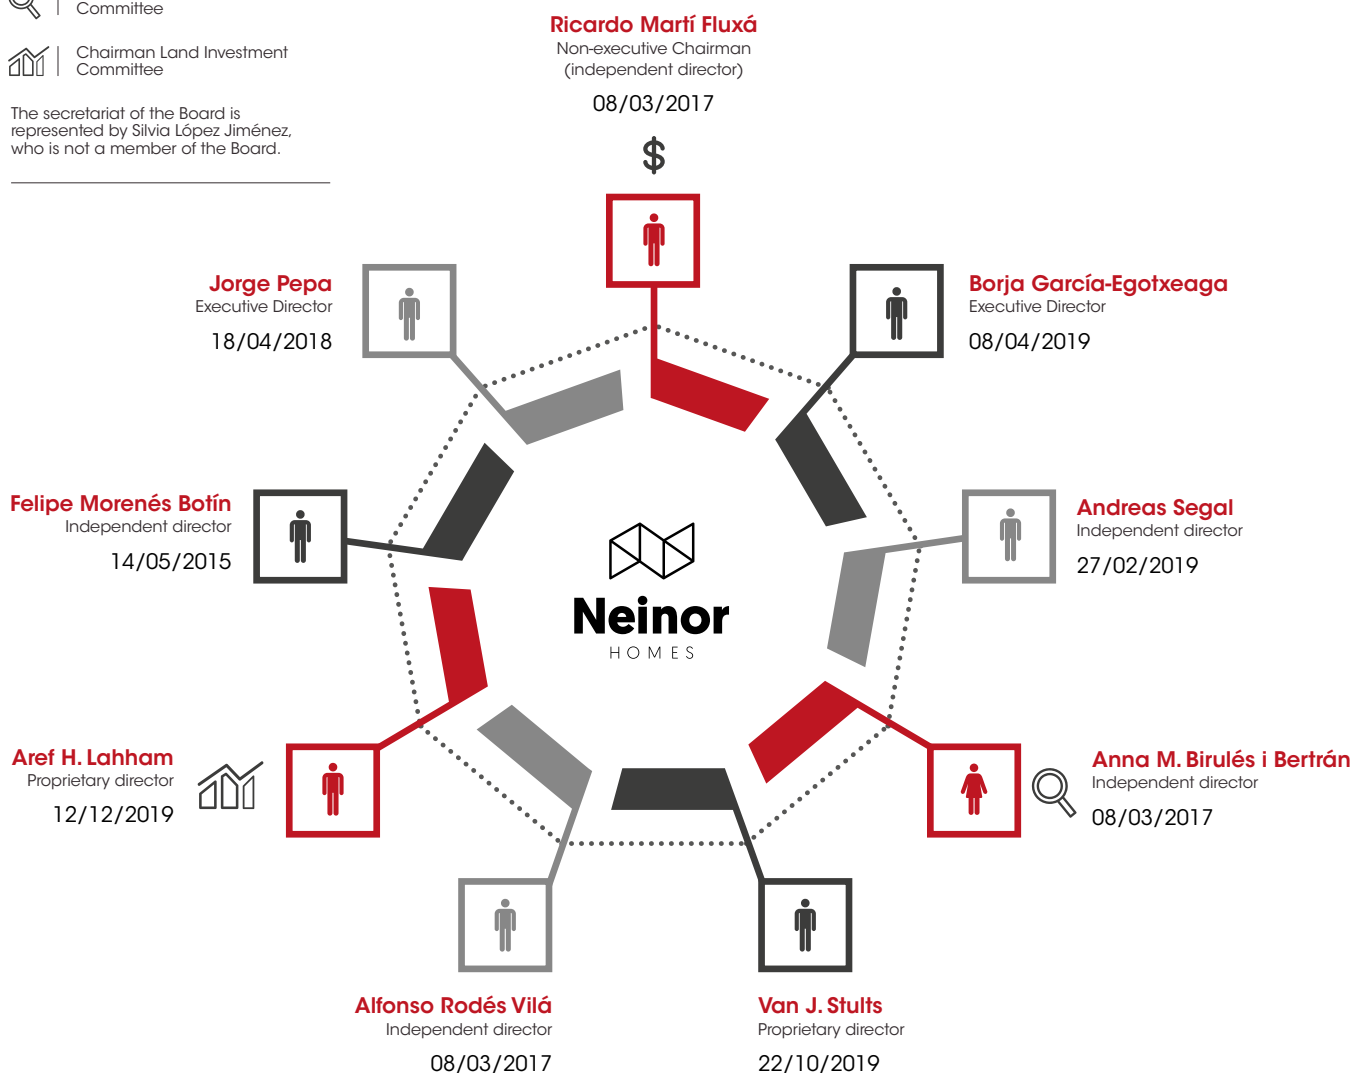 Committee
Chairman Land Investment
Committee
The secretariat of the Board is
represented by Silvia López Jiménez,
who is not a member of the Board.
Ricardo Martí Fluxá
Non-executive Chairman
(independent director)
08/03/2017
$
Jorge Pepa
Executive Director
18/04/2018
Borja García-Egotxeaga
Executive Director
08/04/2019
Felipe Morenés Botín
Independent director
14/05/2015
Andreas Segal
Independent director
27/02/2019
Neinor
HOMES
Aref H. Lahham
Proprietary director
12/12/2019
Anna M. Birulés i Bertrán
Independent director
08/03/2017
Alfonso Rodés Vilá
Independent director
08/03/2017
Van J. Stults
Proprietary director
22/10/2019